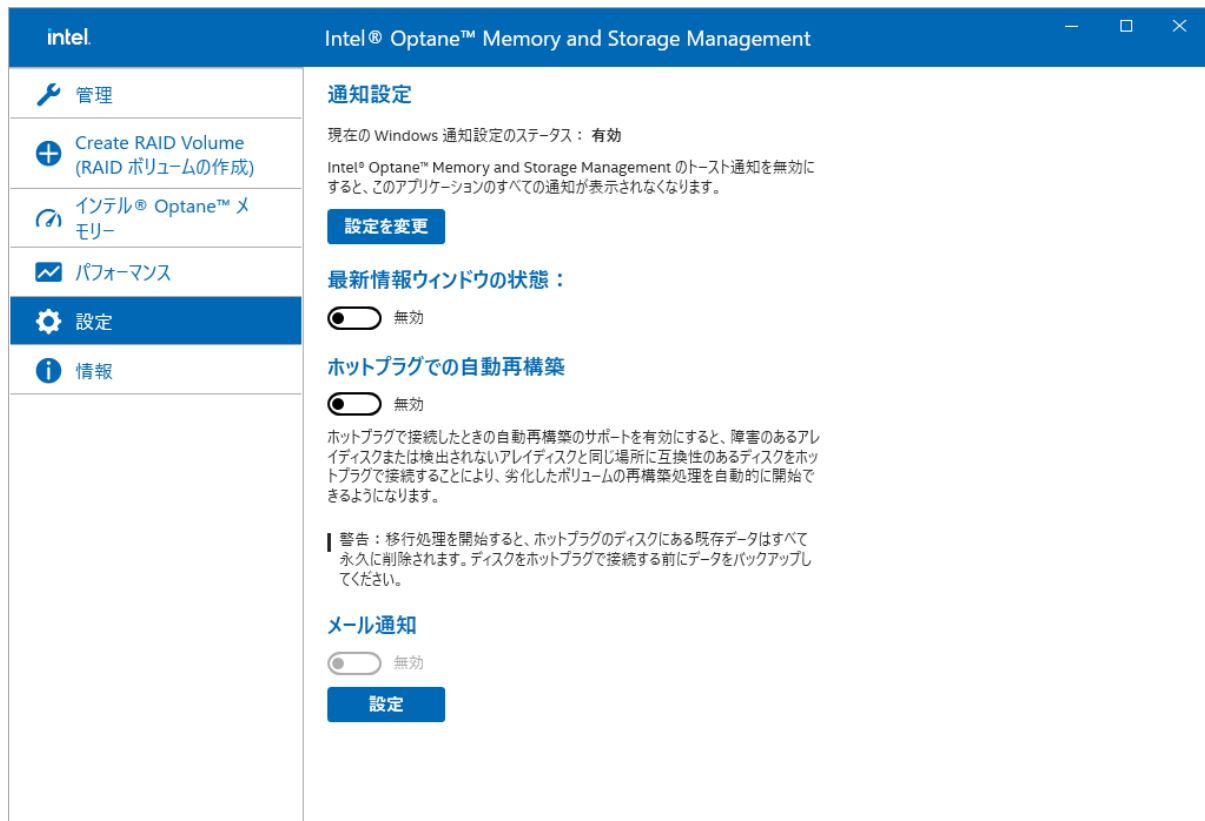 intel.
Intel® Optane™ Memory and Storage Management
管理
Create RAID Volume
(RAID ボリュームの作成)
インテル® Optane™ メ
モリー
パフォーマンス
設定
情報
通知設定
現在の Windows 通知設定のステータス： 有効
Intel® Optane™ Memory and Storage Management のトースト通知を無効に
すると、このアプリケーションのすべての通知が表示されなくなります。
設定を変更
最新情報ウィンドウの状態：
無効
ホットプラグでの自動再構築
無効
ホットプラグで接続したときの自動再構築のサポートを有効にすると、障害のあるアレ
イディスクまたは検出されないアレイディスクと同じ場所に互換性のあるディスクをホッ
トプラグで接続することにより、劣化したボリュームの再構築処理を自動的に開始で
きるようになります。
警告：移行処理を開始すると、ホットプラグのディスクにある既存データはすべて
永久に削除されます。ディスクをホットプラグで接続する前にデータをバックアップし
てください。
メール通知
無効
設定